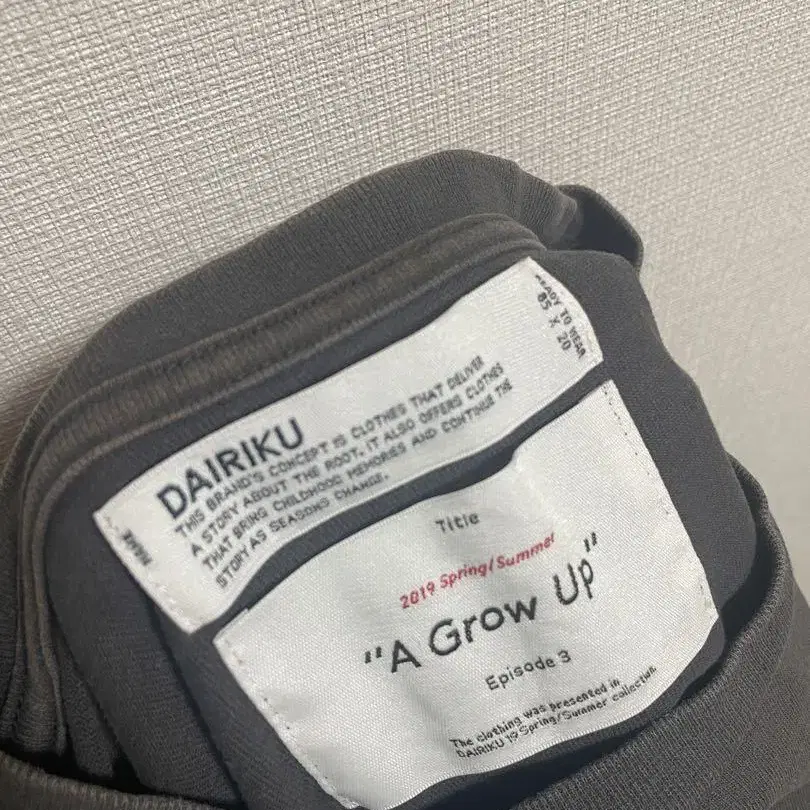 DAIRIKU
THIS BRAND'S CONCEPT IS CLOTHES THAT DELIVER
A STORY ABOUT THE ROOT. IT ALSO OFFERS CLOTHES
THAT BRING CHILDHOOD MEMORIES AND CONTINUE THE
STORY AS SEASONS CHANGE.
READY TO WEAR
85 X 20
Title
2019 Spring/Summer
"A Grow Up"
Episode 3
The clothing was presented in
DAIRIKU 19 Spring/Summer collection.